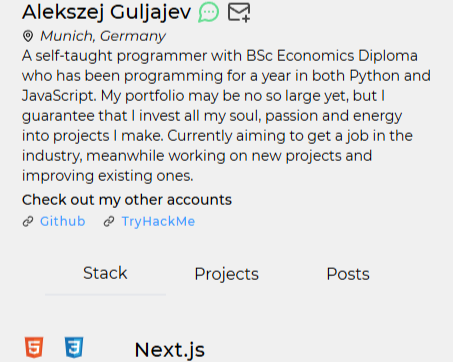 Alekszej Guljajev
Munich, Germany
A self-taught programmer with BSc Economics Diploma
who has been programming for a year in both Python and
JavaScript. My portfolio may be no so large yet, but I
guarantee that I invest all my soul, passion and energy
into projects I make. Currently aiming to get a job in the
industry, meanwhile working on new projects and
improving existing ones.
Check out my other accounts
Github TryHackMe
Stack Projects Posts
5 3 Next.js